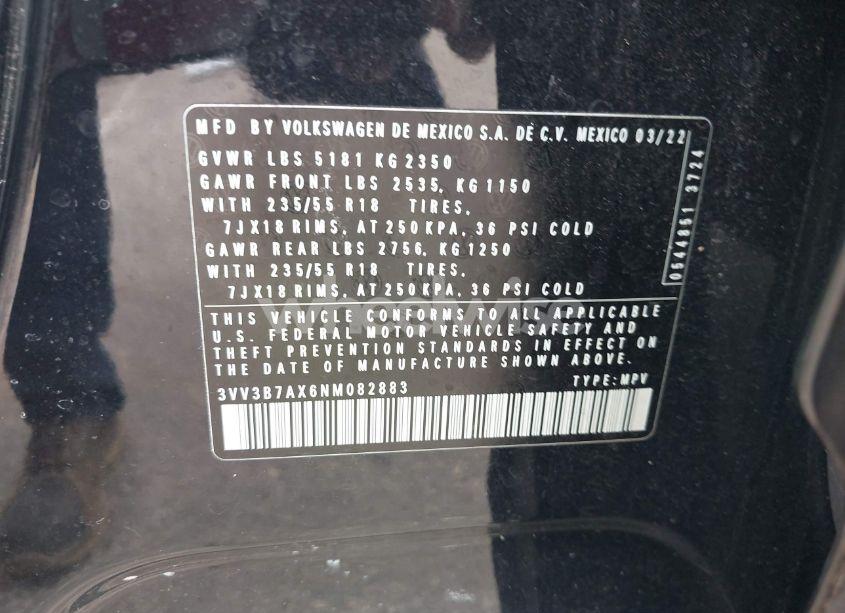 MFD BY VOLKSWAGEN DE MEXICO S.A. DE C.V. MEXICO 03/22
GVWR LBS 5181 KG 2350
GAWR FRONT LBS 2535, KG 1150
WITH 235/55 R18 TIRES,
7JX18 RIMS, AT 250 KPA, 36 PSI COLD
GAWR REAR LBS 2756, KG 1250
WITH 235/55 R18 TIRES,
7JX18 RIMS, AT 250 KPA, 36 PSI COLD
0544851 3724
THIS VEHICLE CONFORMS TO ALL APPLICABLE
U.S. FEDERAL MOTOR VEHICLE SAFETY AND
THEFT PREVENTION STANDARDS IN EFFECT ON
THE DATE OF MANUFACTURE SHOWN ABOVE.
3VV3B7AX6NM082883 TYPE: MPV